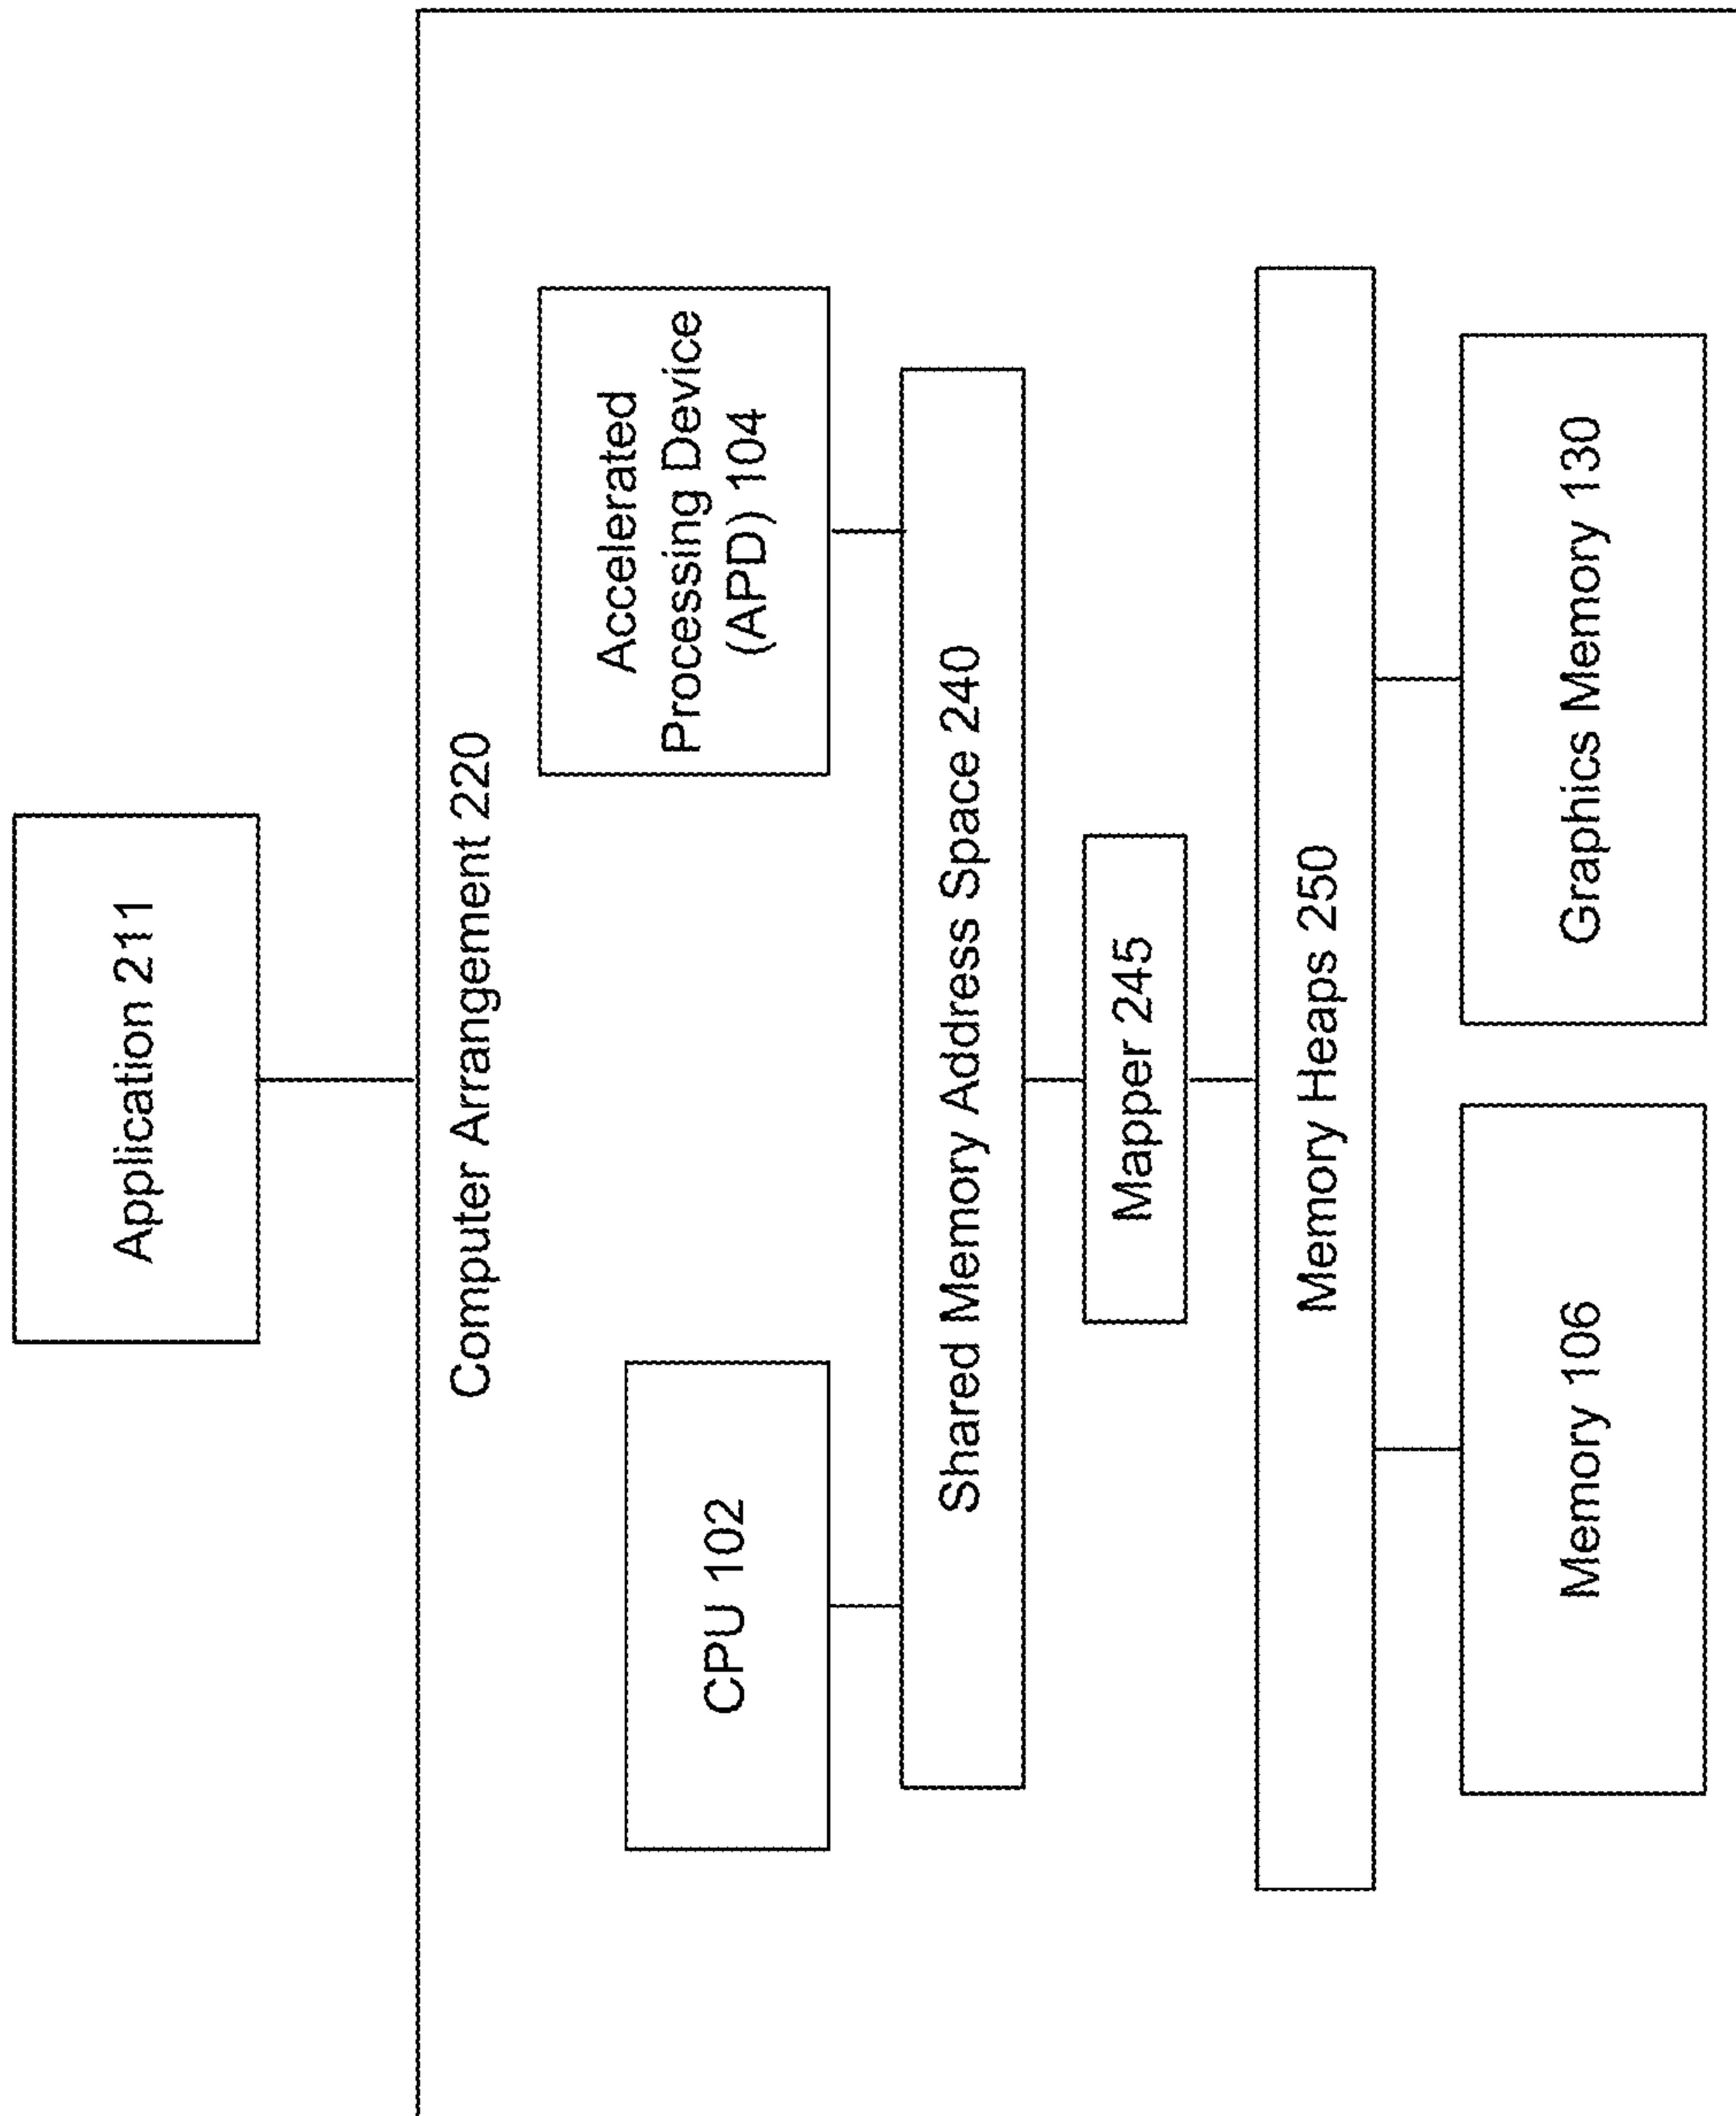 Application 211
Computer Arrangement 220
CPU 102
Accelerated
Processing Device
(APD) 104
Shared Memory Address Space 240
Mapper 245
Memory Heaps 250
Memory 106
Graphics Memory 130